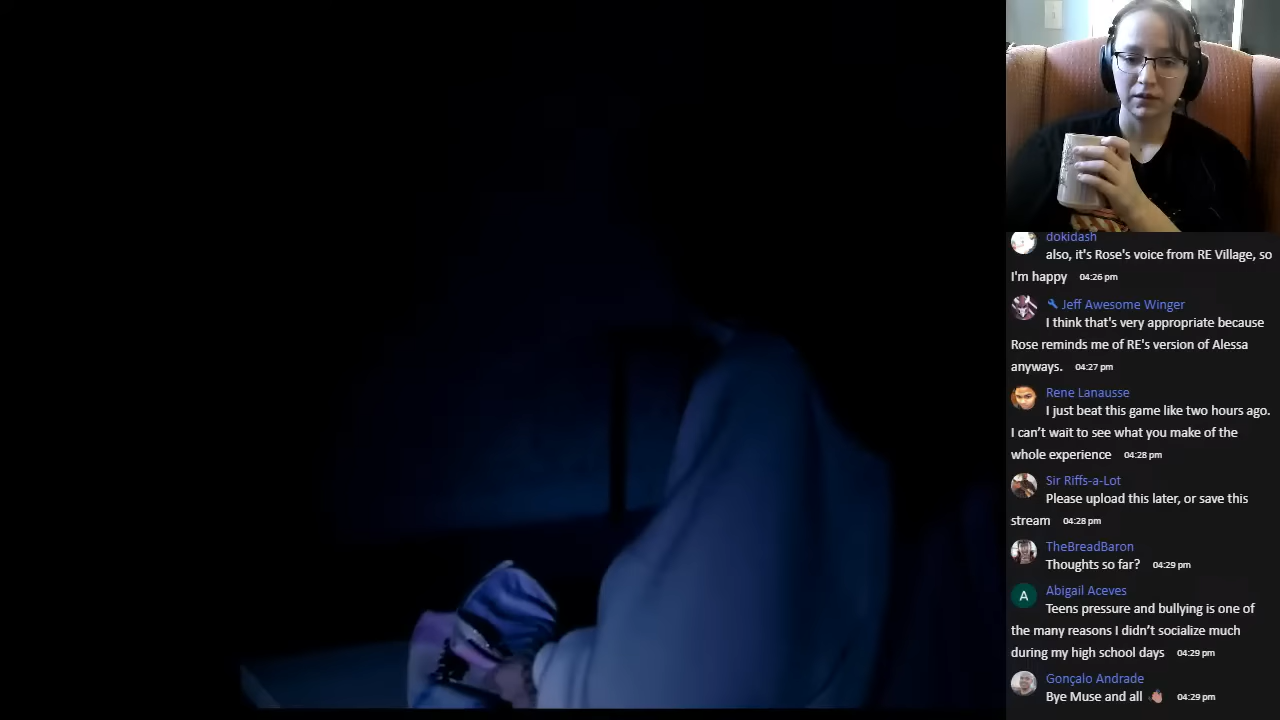 dokidash
also, it's Rose's voice from RE Village, so
I'm happy 04:26 pm
Jeff Awesome Winger
I think that's very appropriate because
Rose reminds me of RE's version of Alessa
anyways. 04:27 pm
Rene Lanausse
I just beat this game like two hours ago.
I can’t wait to see what you make of the
whole experience 04:28 pm
Sir Riffs-a-Lot
Please upload this later, or save this
stream 04:28 pm
TheBreadBaron
Thoughts so far? 04:29 pm
A
Abigail Aceves
Teens pressure and bullying is one of
the many reasons I didn’t socialize much
during my high school days 04:29 pm
Gonçalo Andrade
Bye Muse and all 04:29 pm